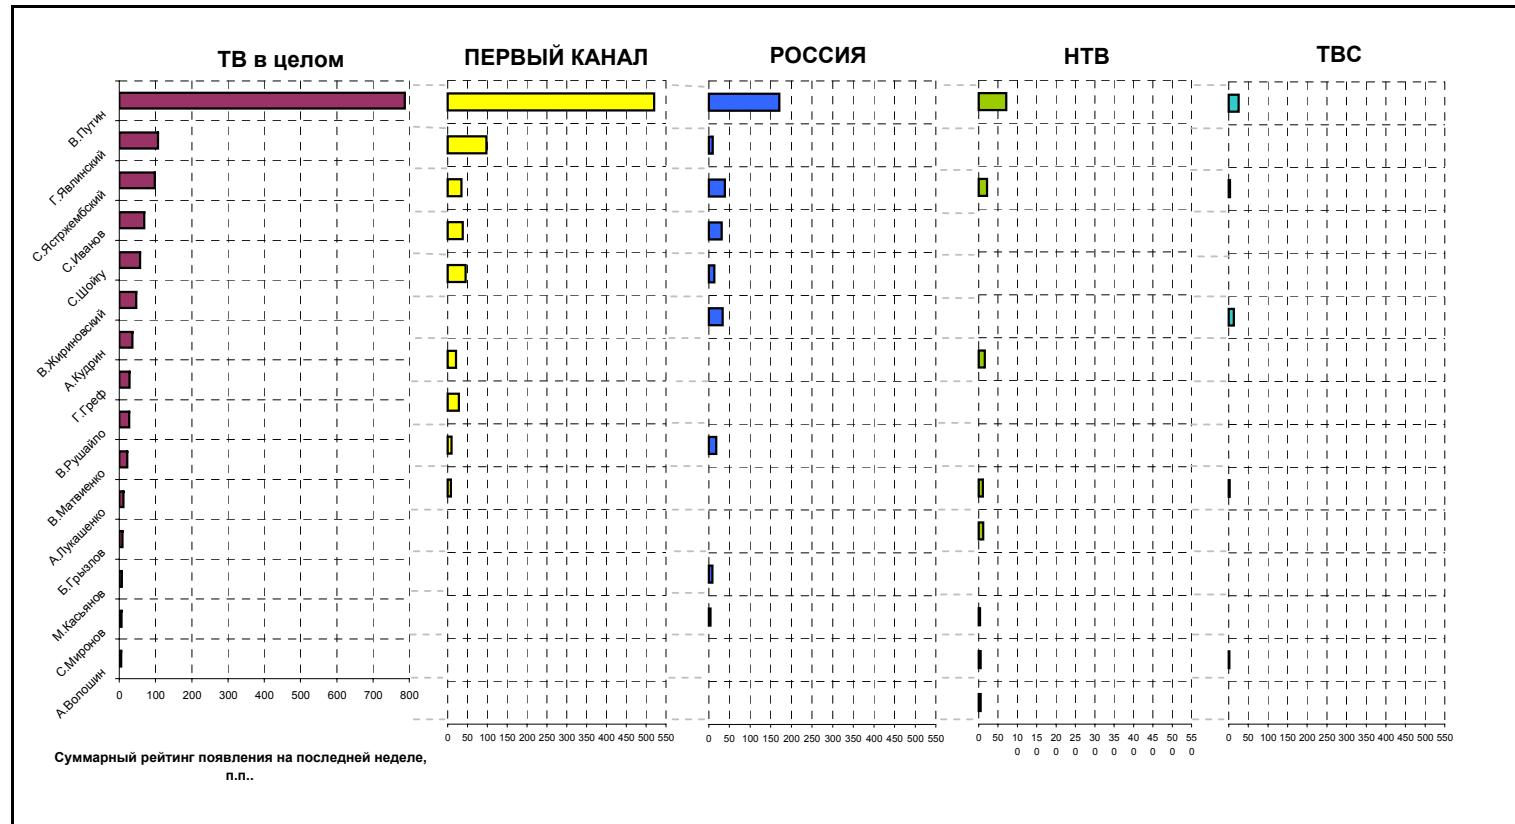 ТВ в целом
ПЕРВЫЙ КАНАЛ
РОССИЯ
НТВ
ТВС
В.Путин
Г.Явлинский
С.Ястржембский
С.Иванов
С.Шойгу
В.Жириновский
А.Кудрин
Г.Греф
В.Рушайло
В.Матвиенко
А.Лукашенко
Б.Грызлов
М.Касьянов
С.Миронов
А.Волошин
0 100 200 300 400 500 600 700 800
0 50 100 150 200 250 300 350 400 450 500 550
0 50 100 150 200 250 300 350 400 450 500 550
0 50 10 15 20 25 30 35 40 45 50 55
0 0 0 0 0 0 0 0 0 0
0 50 100 150 200 250 300 350 400 450 500 550
Суммарный рейтинг появления на последней неделе,
п.п..